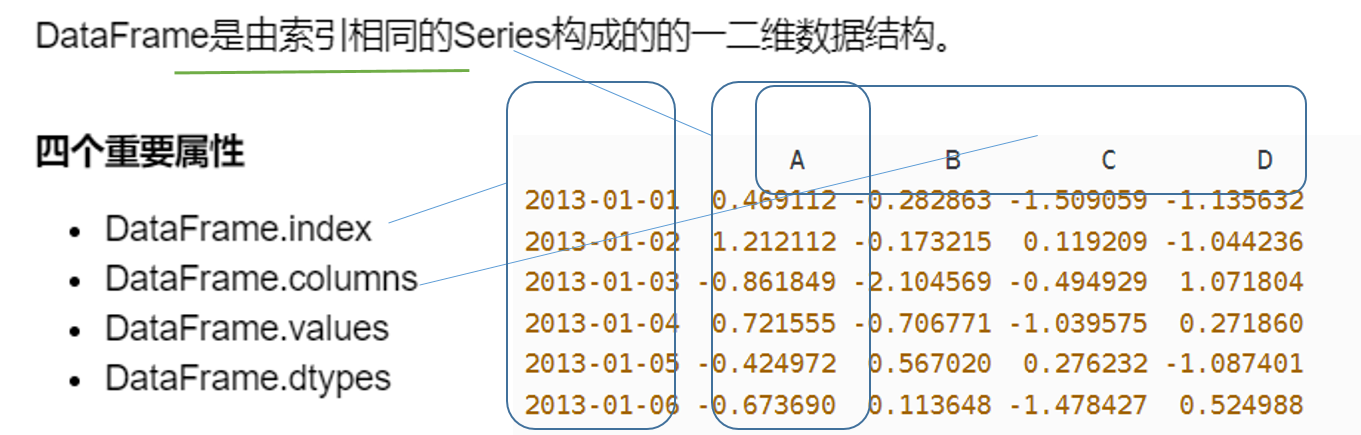 DataFrame是由索引相同的Series构成的的一二维数据结构。
四个重要属性
• DataFrame.index
• DataFrame.columns
• DataFrame.values
• DataFrame.dtypes
A B C D
2013-01-01 0.469112 -0.282863 -1.509059 -1.135632
2013-01-02 1.212112 -0.173215 0.119209 -1.044236
2013-01-03 -0.861849 -2.104569 -0.494929 1.071804
2013-01-04 0.721555 -0.706771 -1.039575 0.271860
2013-01-05 -0.424972 0.567020 0.276232 -1.087401
2013-01-06 -0.673690 0.113648 -1.478427 0.524988